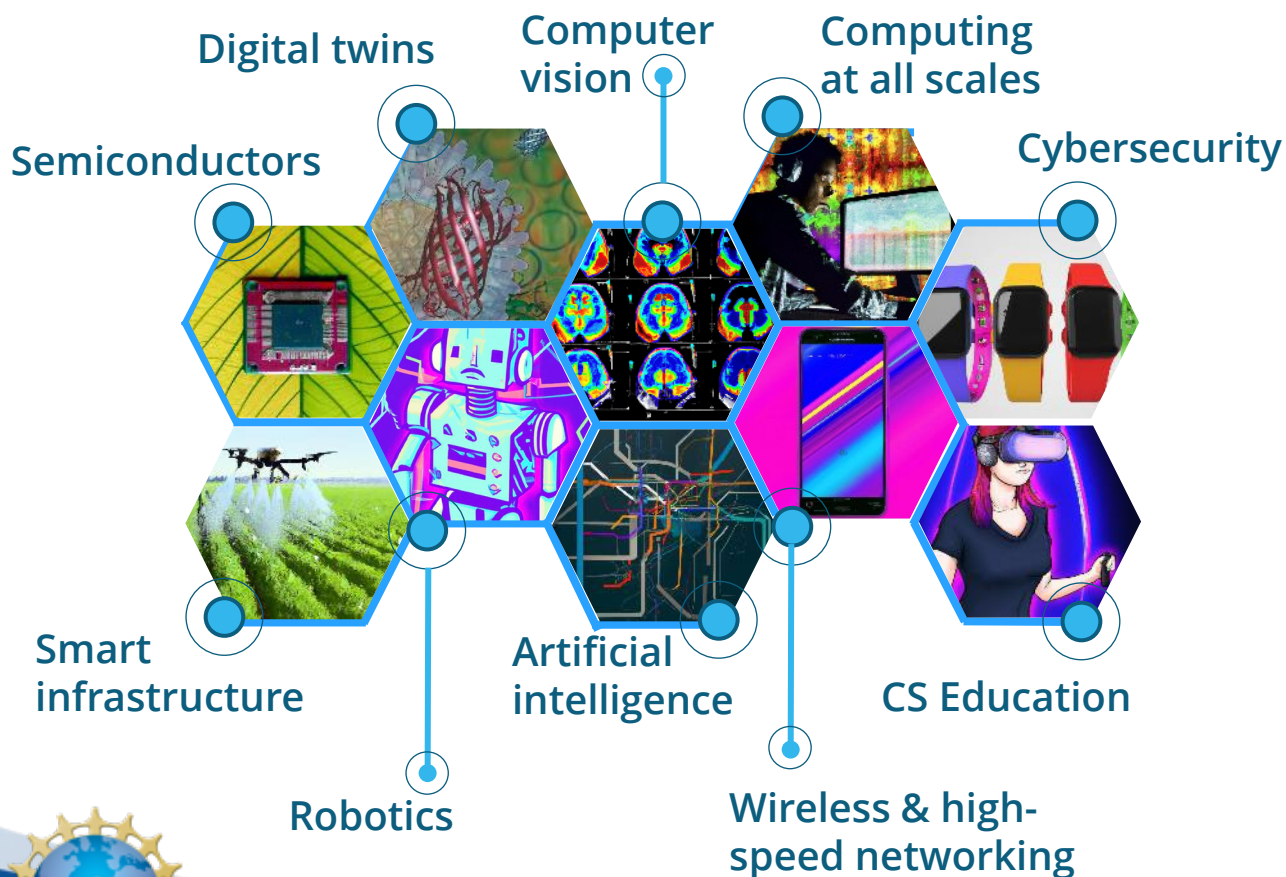 Digital twins
Computer
vision
Computing
at all scales
Semiconductors
Cybersecurity
Smart
infrastructure
Artificial
intelligence
CS Education
Robotics
Wireless & high-
speed networking